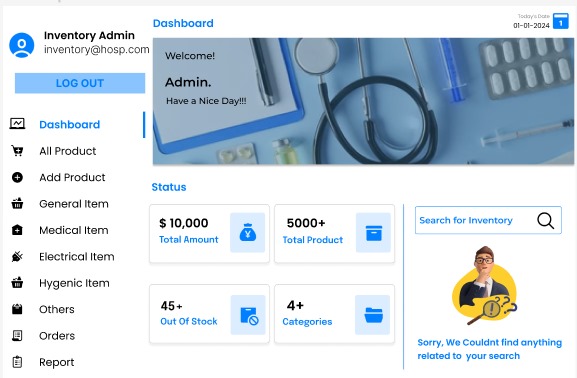 Inventory Admin
inventory@hosp.com
LOG OUT
Dashboard
All Product
Add Product
General Item
Medical Item
Electrical Item
Hygenic Item
Others
Orders
Report
Dashboard
Today's Date
01-01-2024
1
Welcome!
Admin.
Have a Nice Day!!!
Status
$ 10,000
Total Amount
¥
5000+
Total Product
45+
Out Of Stock
4+
Categories
Search for Inventory
???
Sorry, We Couldnt find anything
related to your search